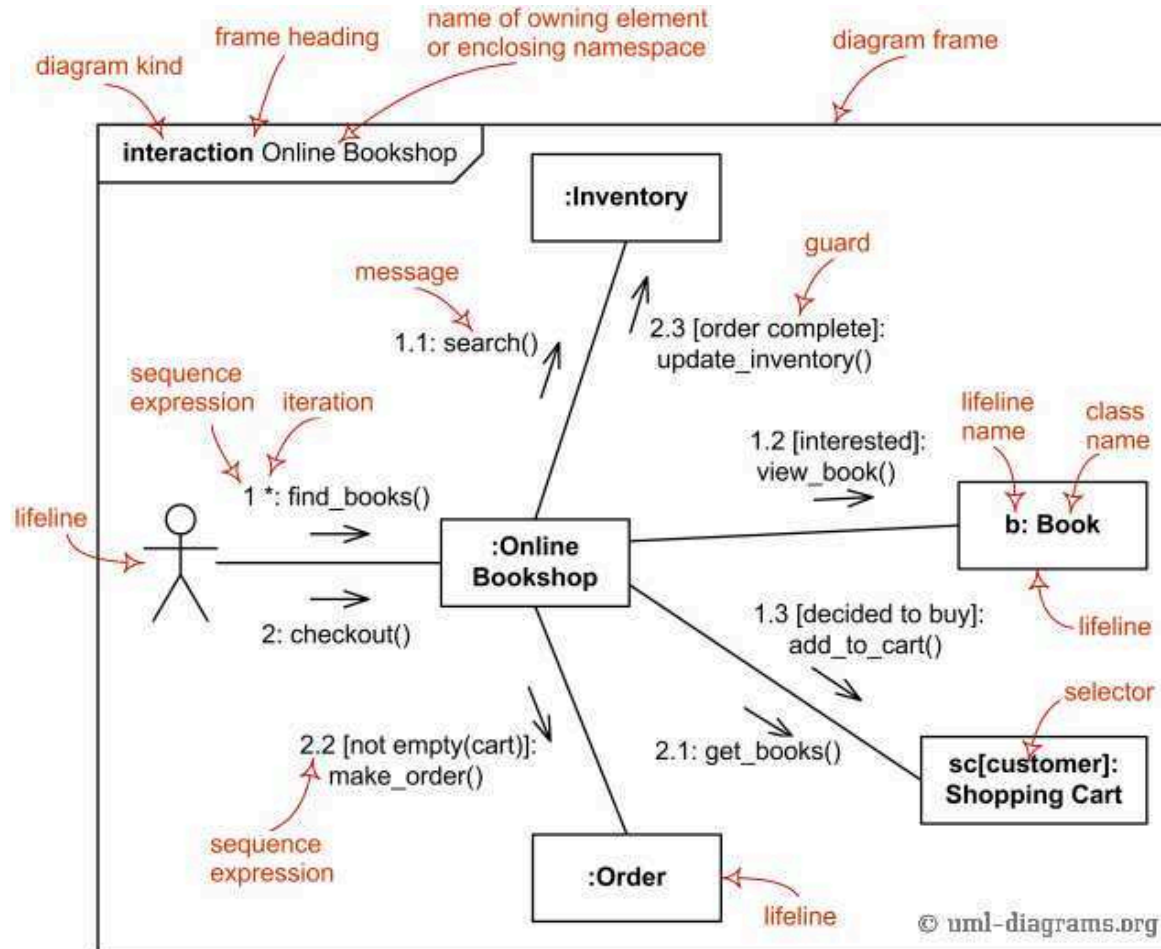 name of owning element
or enclosing namespace
frame heading
diagram frame
diagram kind
interaction Online Bookshop
:Inventory
guard
message
2.3 [order complete]:
update_inventory()
1.1: search()
sequence
expression
iteration
lifeline
name
class
name
1.2 [interested]:
view_book()
1 *: find_books()
lifeline
b: Book
:Online
Bookshop
2: checkout()
1.3 [decided to buy]:
add_to_cart()
lifeline
selector
2.2 [not empty(cart)]:
make_order()
2.1: get_books()
sc[customer]:
Shopping Cart
sequence
expression
:Order
lifeline
© uml-diagrams.org